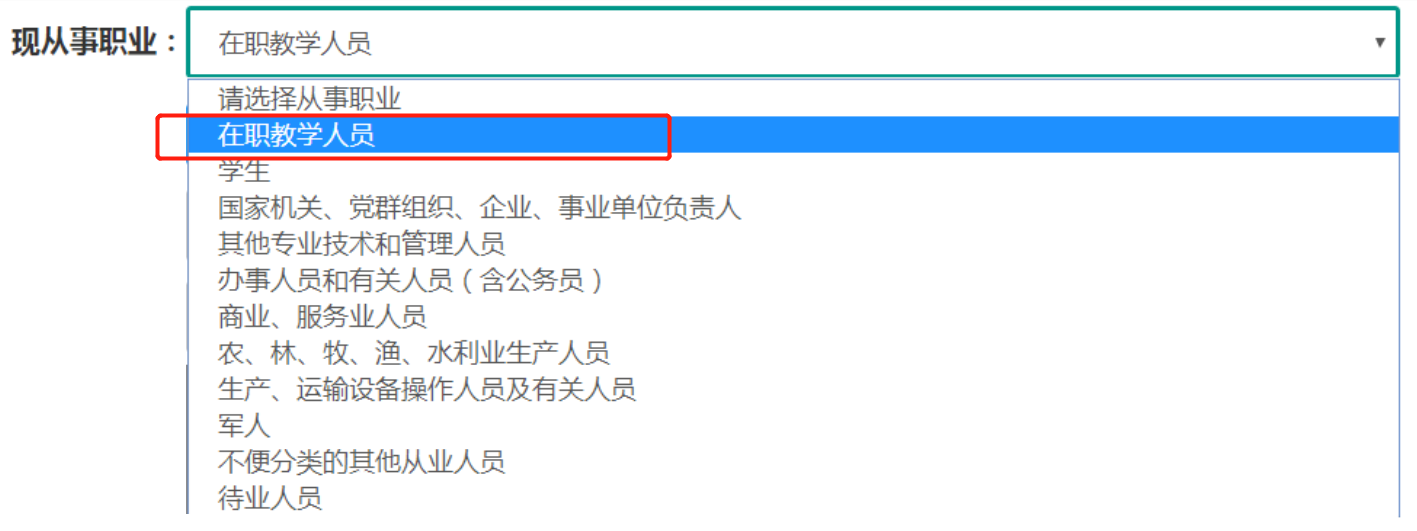 现从事职业：
在职教学人员
请选择从事职业
在职教学人员
学生
国家机关、党群组织、企业、事业单位负责人
其他专业技术和管理人员
办事人员和有关人员（含公务员）
商业、服务业人员
农、林、牧、渔、水利业生产人员
生产、运输设备操作人员及有关人员
军人
不便分类的其他从业人员
待业人员